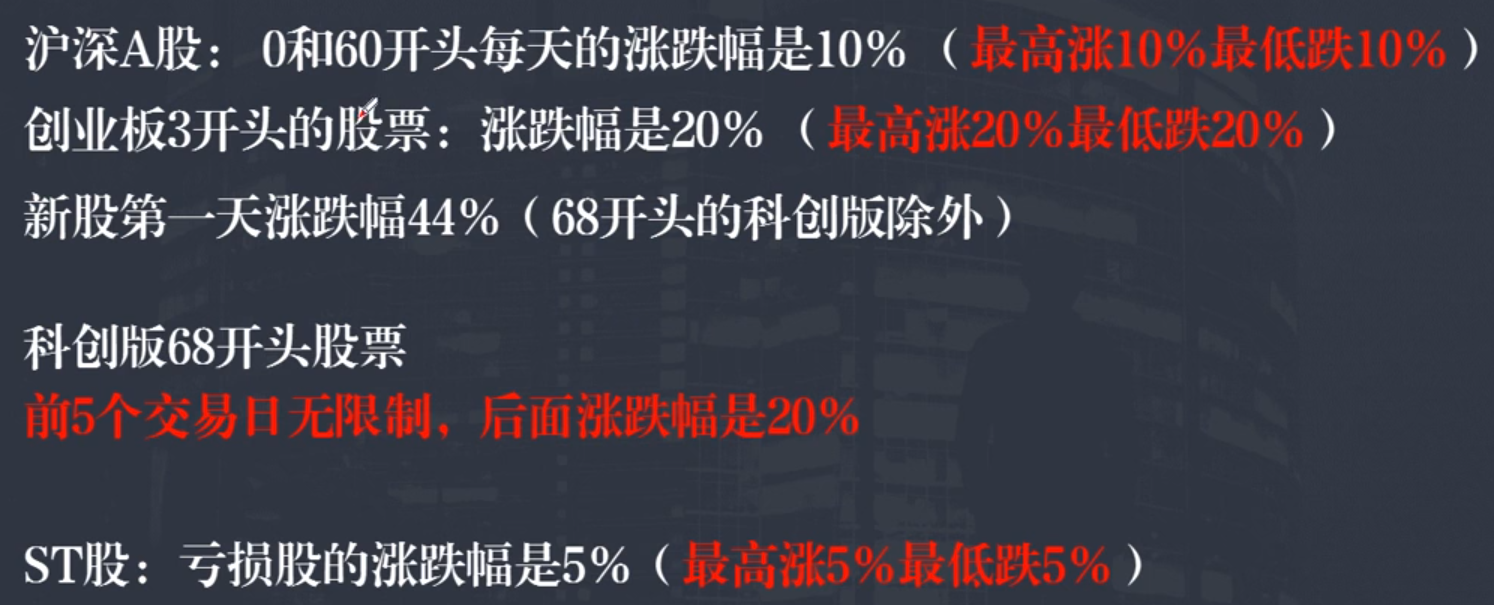 沪深A股： 0和60开头每天的涨跌幅是10%（最高涨10%最低跌10%）
创业板3开头的股票：涨跌幅是20%（最高涨20%最低跌20%）
新股第一天涨跌幅44%（68开头的科创版除外）
科创版68开头股票
前5个交易日无限制，后面涨跌幅是20%
ST股：亏损股的涨跌幅是5%（最高涨5%最低跌5%）